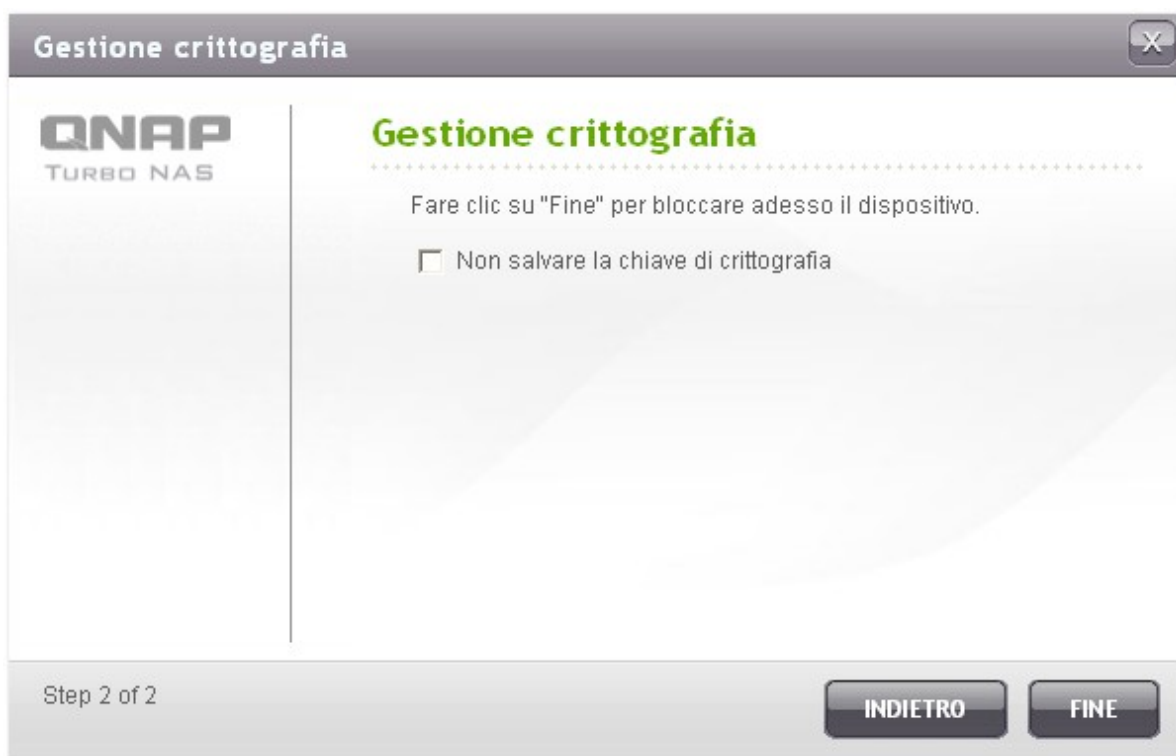 Gestione crittografia
X
QNAP
TURBO NAS
Gestione crittografia
Fare clic su "Fine" per bloccare adesso il dispositivo.
Non salvare la chiave di crittografia
Step 2 of 2
INDIETRO
FINE